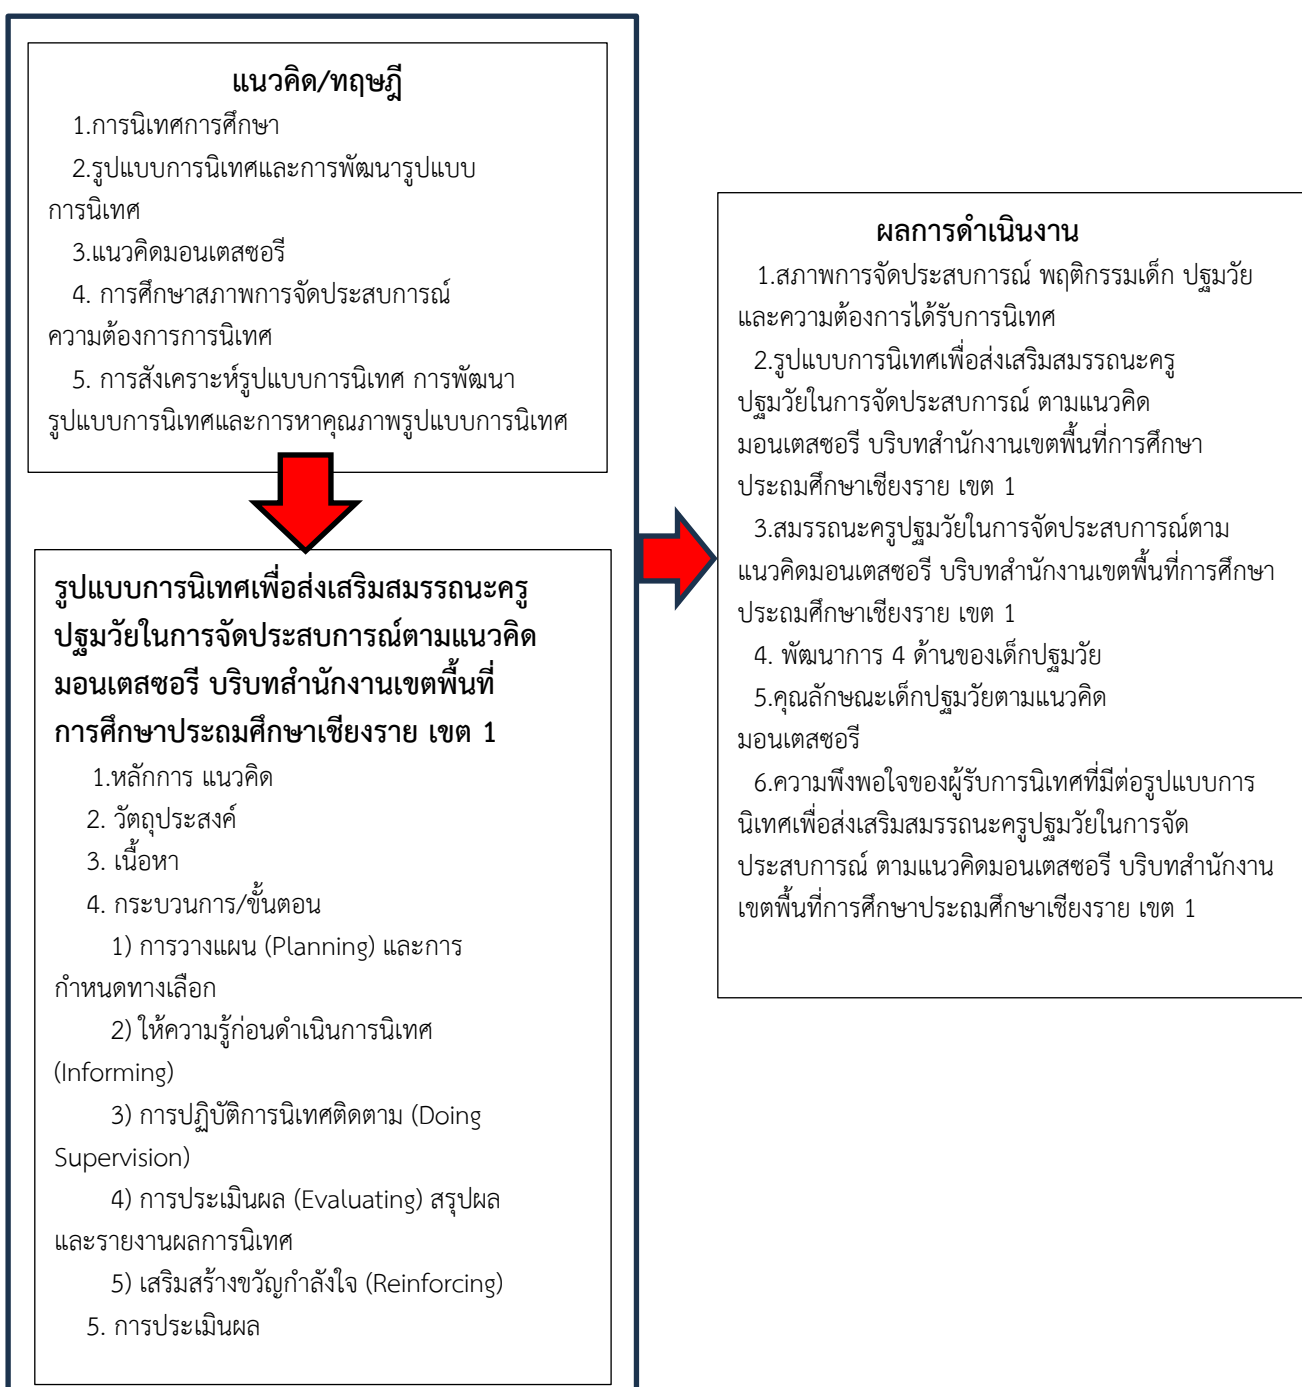 แนวคิด/ทฤษฎี
1.การนิเทศการศึกษา
2.รูปแบบการนิเทศและการพัฒนารูปแบบ
การนิเทศ
3.แนวคิดมอนเตสซอรี
4. การศึกษาสภาพการจัดประสบการณ์
ความต้องการการนิเทศ
5. การสังเคราะห์รูปแบบการนิเทศ การพัฒนา
รูปแบบการนิเทศและการหาคุณภาพรูปแบบการนิเทศ
รูปแบบการนิเทศเพื่อส่งเสริมสมรรถนะครู
ปฐมวัยในการจัดประสบการณ์ตามแนวคิด
มอนเตสซอรี บริบทสำนักงานเขตพื้นที่
การศึกษาประถมศึกษาเชียงราย เขต 1
1.หลักการ แนวคิด
2. วัตถุประสงค์
3. เนื้อหา
4. กระบวนการ/ขั้นตอน
1) การวางแผน (Planning) และการ
กำหนดทางเลือก
2) ให้ความรู้ก่อนดำเนินการนิเทศ
(Informing)
3) การปฏิบัติการนิเทศติดตาม (Doing
Supervision)
4) การประเมินผล (Evaluating) สรุปผล
และรายงานผลการนิเทศ
5) เสริมสร้างขวัญกำลังใจ (Reinforcing)
5. การประเมินผล
ผลการดำเนินงาน
1.สภาพการจัดประสบการณ์ พฤติกรรมเด็ก ปฐมวัย
และความต้องการได้รับการนิเทศ
2.รูปแบบการนิเทศเพื่อส่งเสริมสมรรถนะครู
ปฐมวัยในการจัดประสบการณ์ ตามแนวคิด
มอนเตสซอรี บริบทสำนักงานเขตพื้นที่การศึกษา
ประถมศึกษาเชียงราย เขต 1
3.สมรรถนะครูปฐมวัยในการจัดประสบการณ์ตาม
แนวคิดมอนเตสซอรี บริบทสำนักงานเขตพื้นที่การศึกษา
ประถมศึกษาเชียงราย เขต 1
4. พัฒนาการ 4 ด้านของเด็กปฐมวัย
5.คุณลักษณะเด็กปฐมวัยตามแนวคิด
มอนเตสซอรี
6.ความพึงพอใจของผู้รับการนิเทศที่มีต่อรูปแบบการ
นิเทศเพื่อส่งเสริมสมรรถนะครูปฐมวัยในการจัด
ประสบการณ์ ตามแนวคิดมอนเตสซอรี บริบทสำนักงาน
เขตพื้นที่การศึกษาประถมศึกษาเชียงราย เขต 1